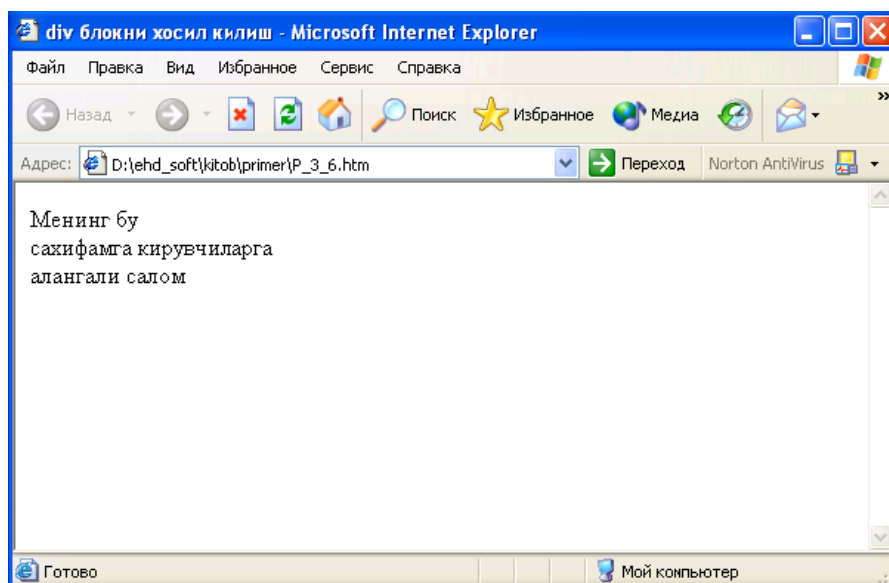 div блокни хосил килиш - Microsoft Internet Explorer
Файл Правка Вид Избранное Сервис Справка
Назад Поиск Избранное Медиа »
Адрес: D:\ehd_soft\kitob\primer\P_3_6.htm Переход Norton AntiVirus
Менинг бу
сахифамга кирувчиларга
алангали салом
Готово Мой компьютер